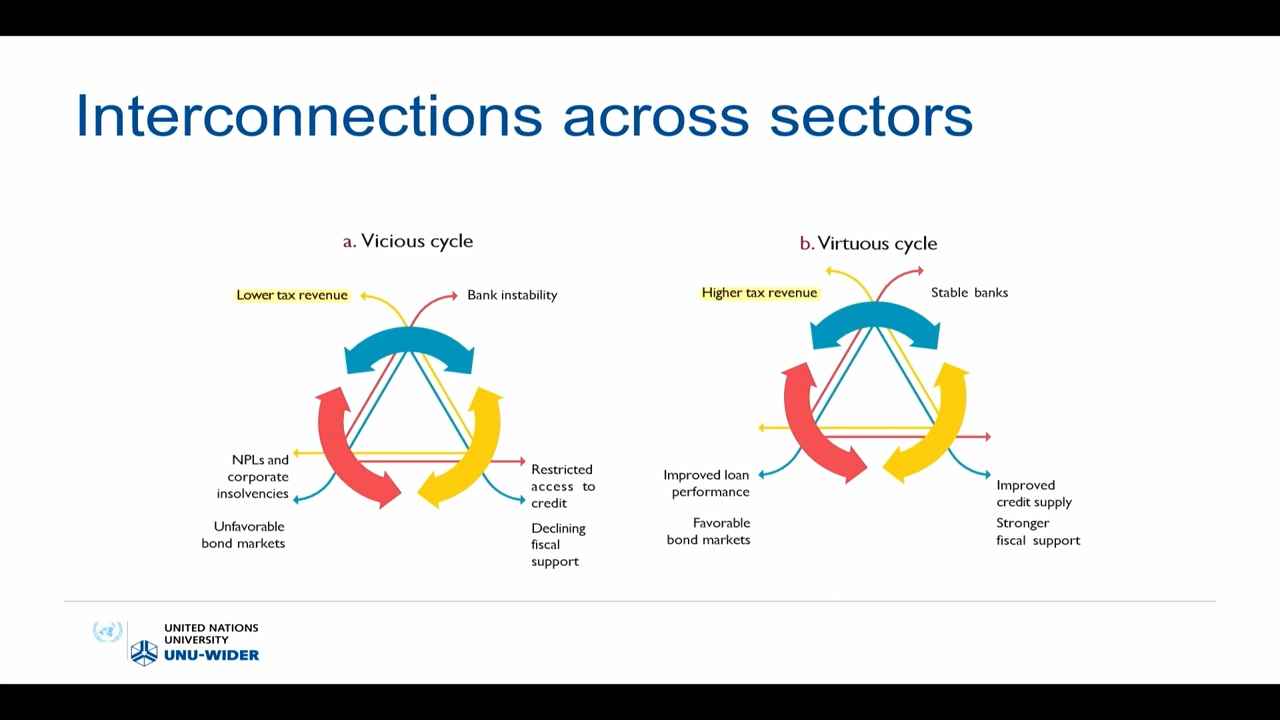 Interconnections across sectors
a. Vicious cycle
Lower tax revenue
Bank instability
NPLs and
corporate
insolvencies
Unfavorable
bond markets
Restricted
access to
credit
Declining
fiscal
support
b. Virtuous cycle
Higher tax revenue
Stable banks
Improved loan
performance
Favorable
bond markets
Improved
credit supply
Stronger
fiscal support
UNITED NATIONS
UNIVERSITY
UNU-WIDER